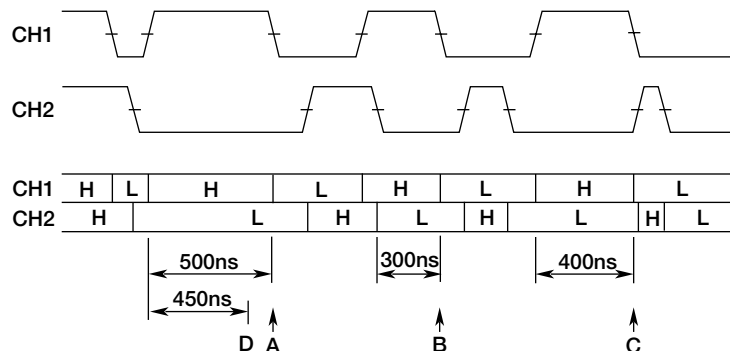 CH1
CH2
CH1 H L H L H L H L
CH2 H L H L H L H L
500ns 300ns 400ns
450ns
D A B C